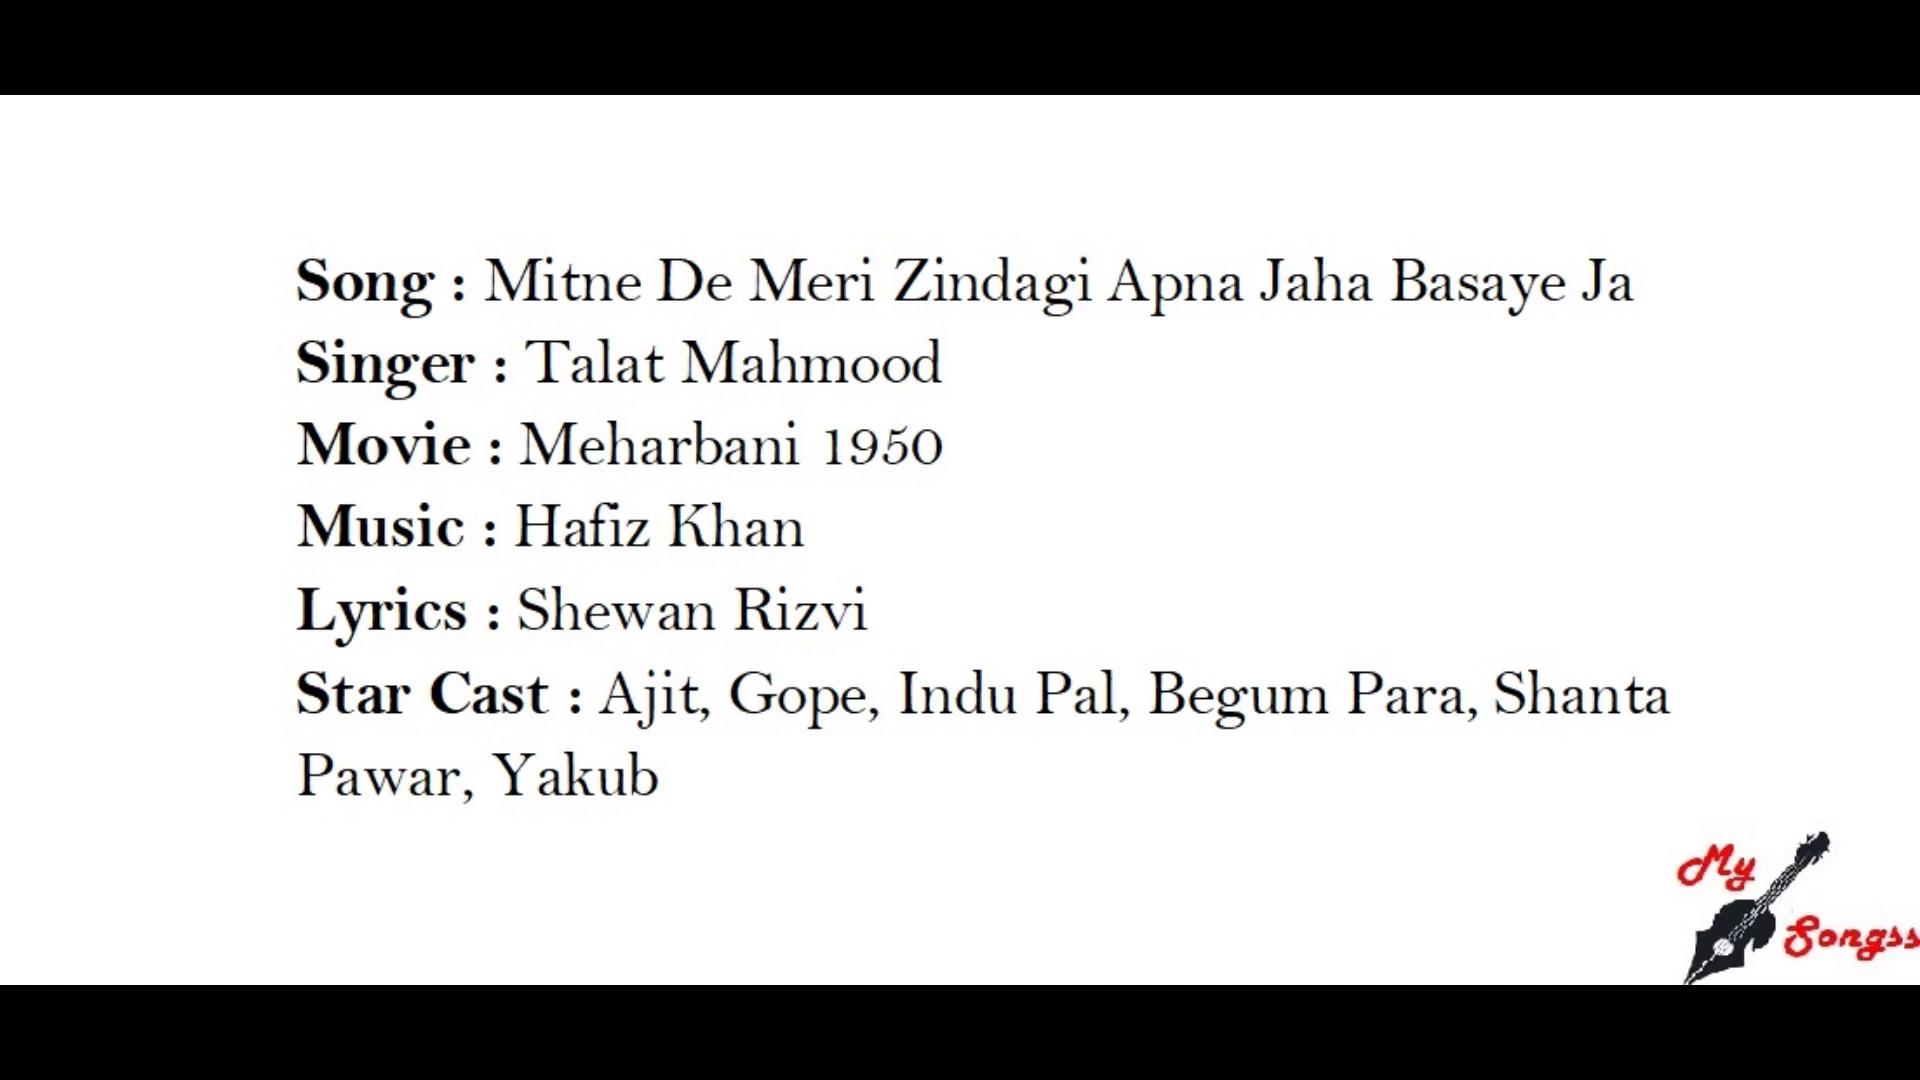 Song : Mitne De Meri Zindagi Apna Jaha Basaye Ja
Singer : Talat Mahmood
Movie : Meharbani 1950
Music : Hafiz Khan
Lyrics : Shewan Rizvi
Star Cast : Ajit, Gope, Indu Pal, Begum Para, Shanta
Pawar, Yakub
My
Songss